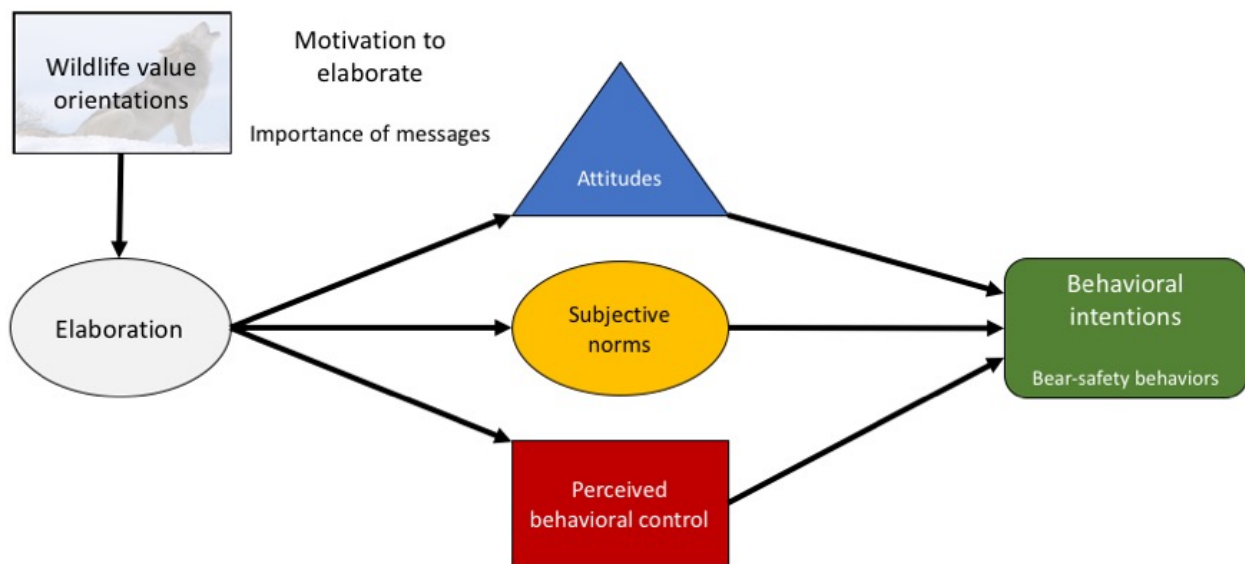 Wildlife value
orientations
Motivation to
elaborate
Importance of messages
Attitudes
Elaboration
Subjective
norms
Behavioral
intentions
Bear-safety behaviors
Perceived
behavioral control